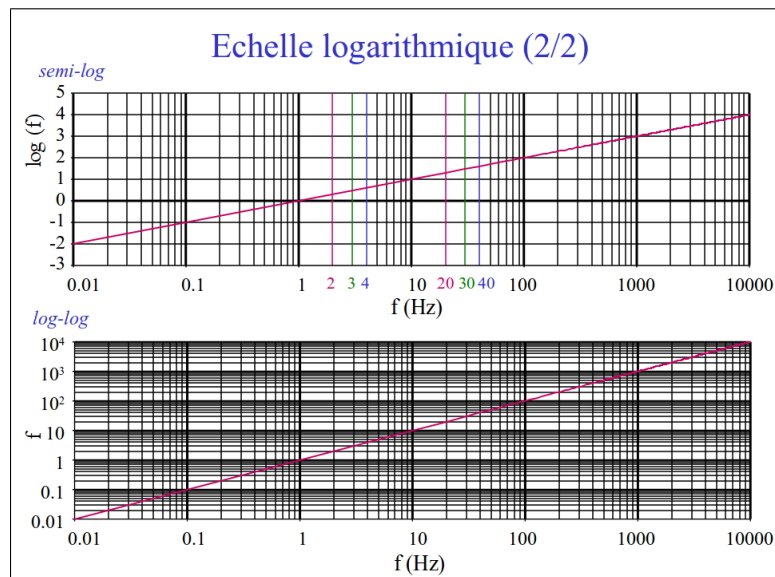 Echelle logarithmique (2/2)
semi-log
log (f)
5
4
3
2
1
0
-1
-2
-3
0.01 0.1 1 2 3 4 10 20 30 40 100 1000 10000
f (Hz)
log-log
f
10⁴
10³
10²
10
1
0.1
0.01
0.01 0.1 1 10 100 1000 10000
f (Hz)